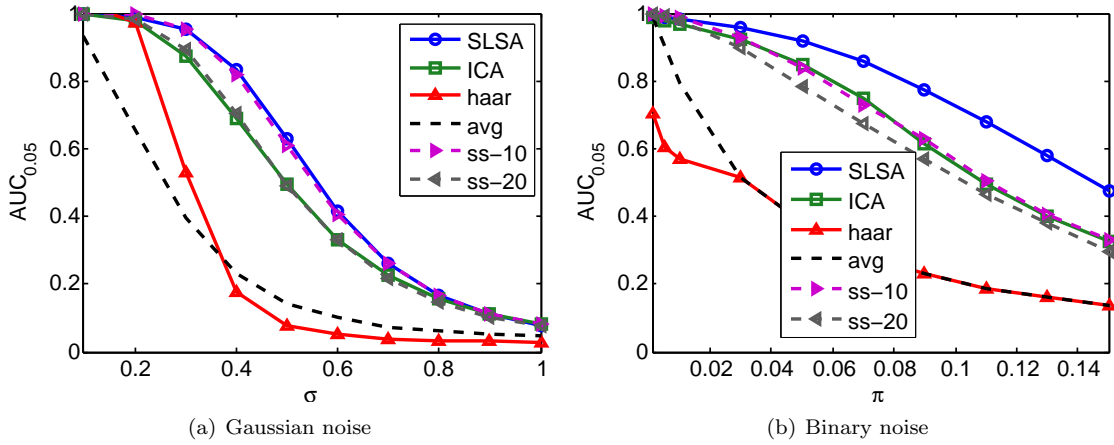 AUC0.05
1
0.8
0.6
0.4
0.2
0
0.2 0.4 0.6 0.8 1
σ
SLSA
ICA
haar
avg
ss−10
ss−20
(a) Gaussian noise
AUC0.05
1
0.8
0.6
0.4
0.2
0
0.02 0.04 0.06 0.08 0.1 0.12 0.14
π
SLSA
ICA
haar
avg
ss−10
ss−20
(b) Binary noise